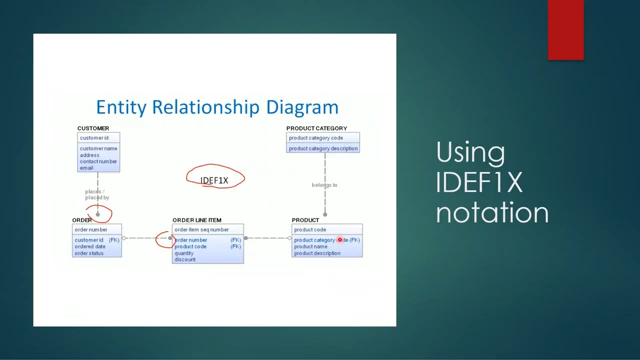 Entity Relationship Diagram
CUSTOMER
customer id
customer name
address
contact number
email
PRODUCT CATEGORY
product category code
product category description
IDEF1X
places /
placed by
belongs to
ORDER
order number
customer id (FK)
ordered date
order status
ORDER LINE ITEM
order item seq number
order number (FK)
product code (FK)
quantity
discount
PRODUCT
product code
product category code (FK)
product name
product description
Using
IDEF1X
notation